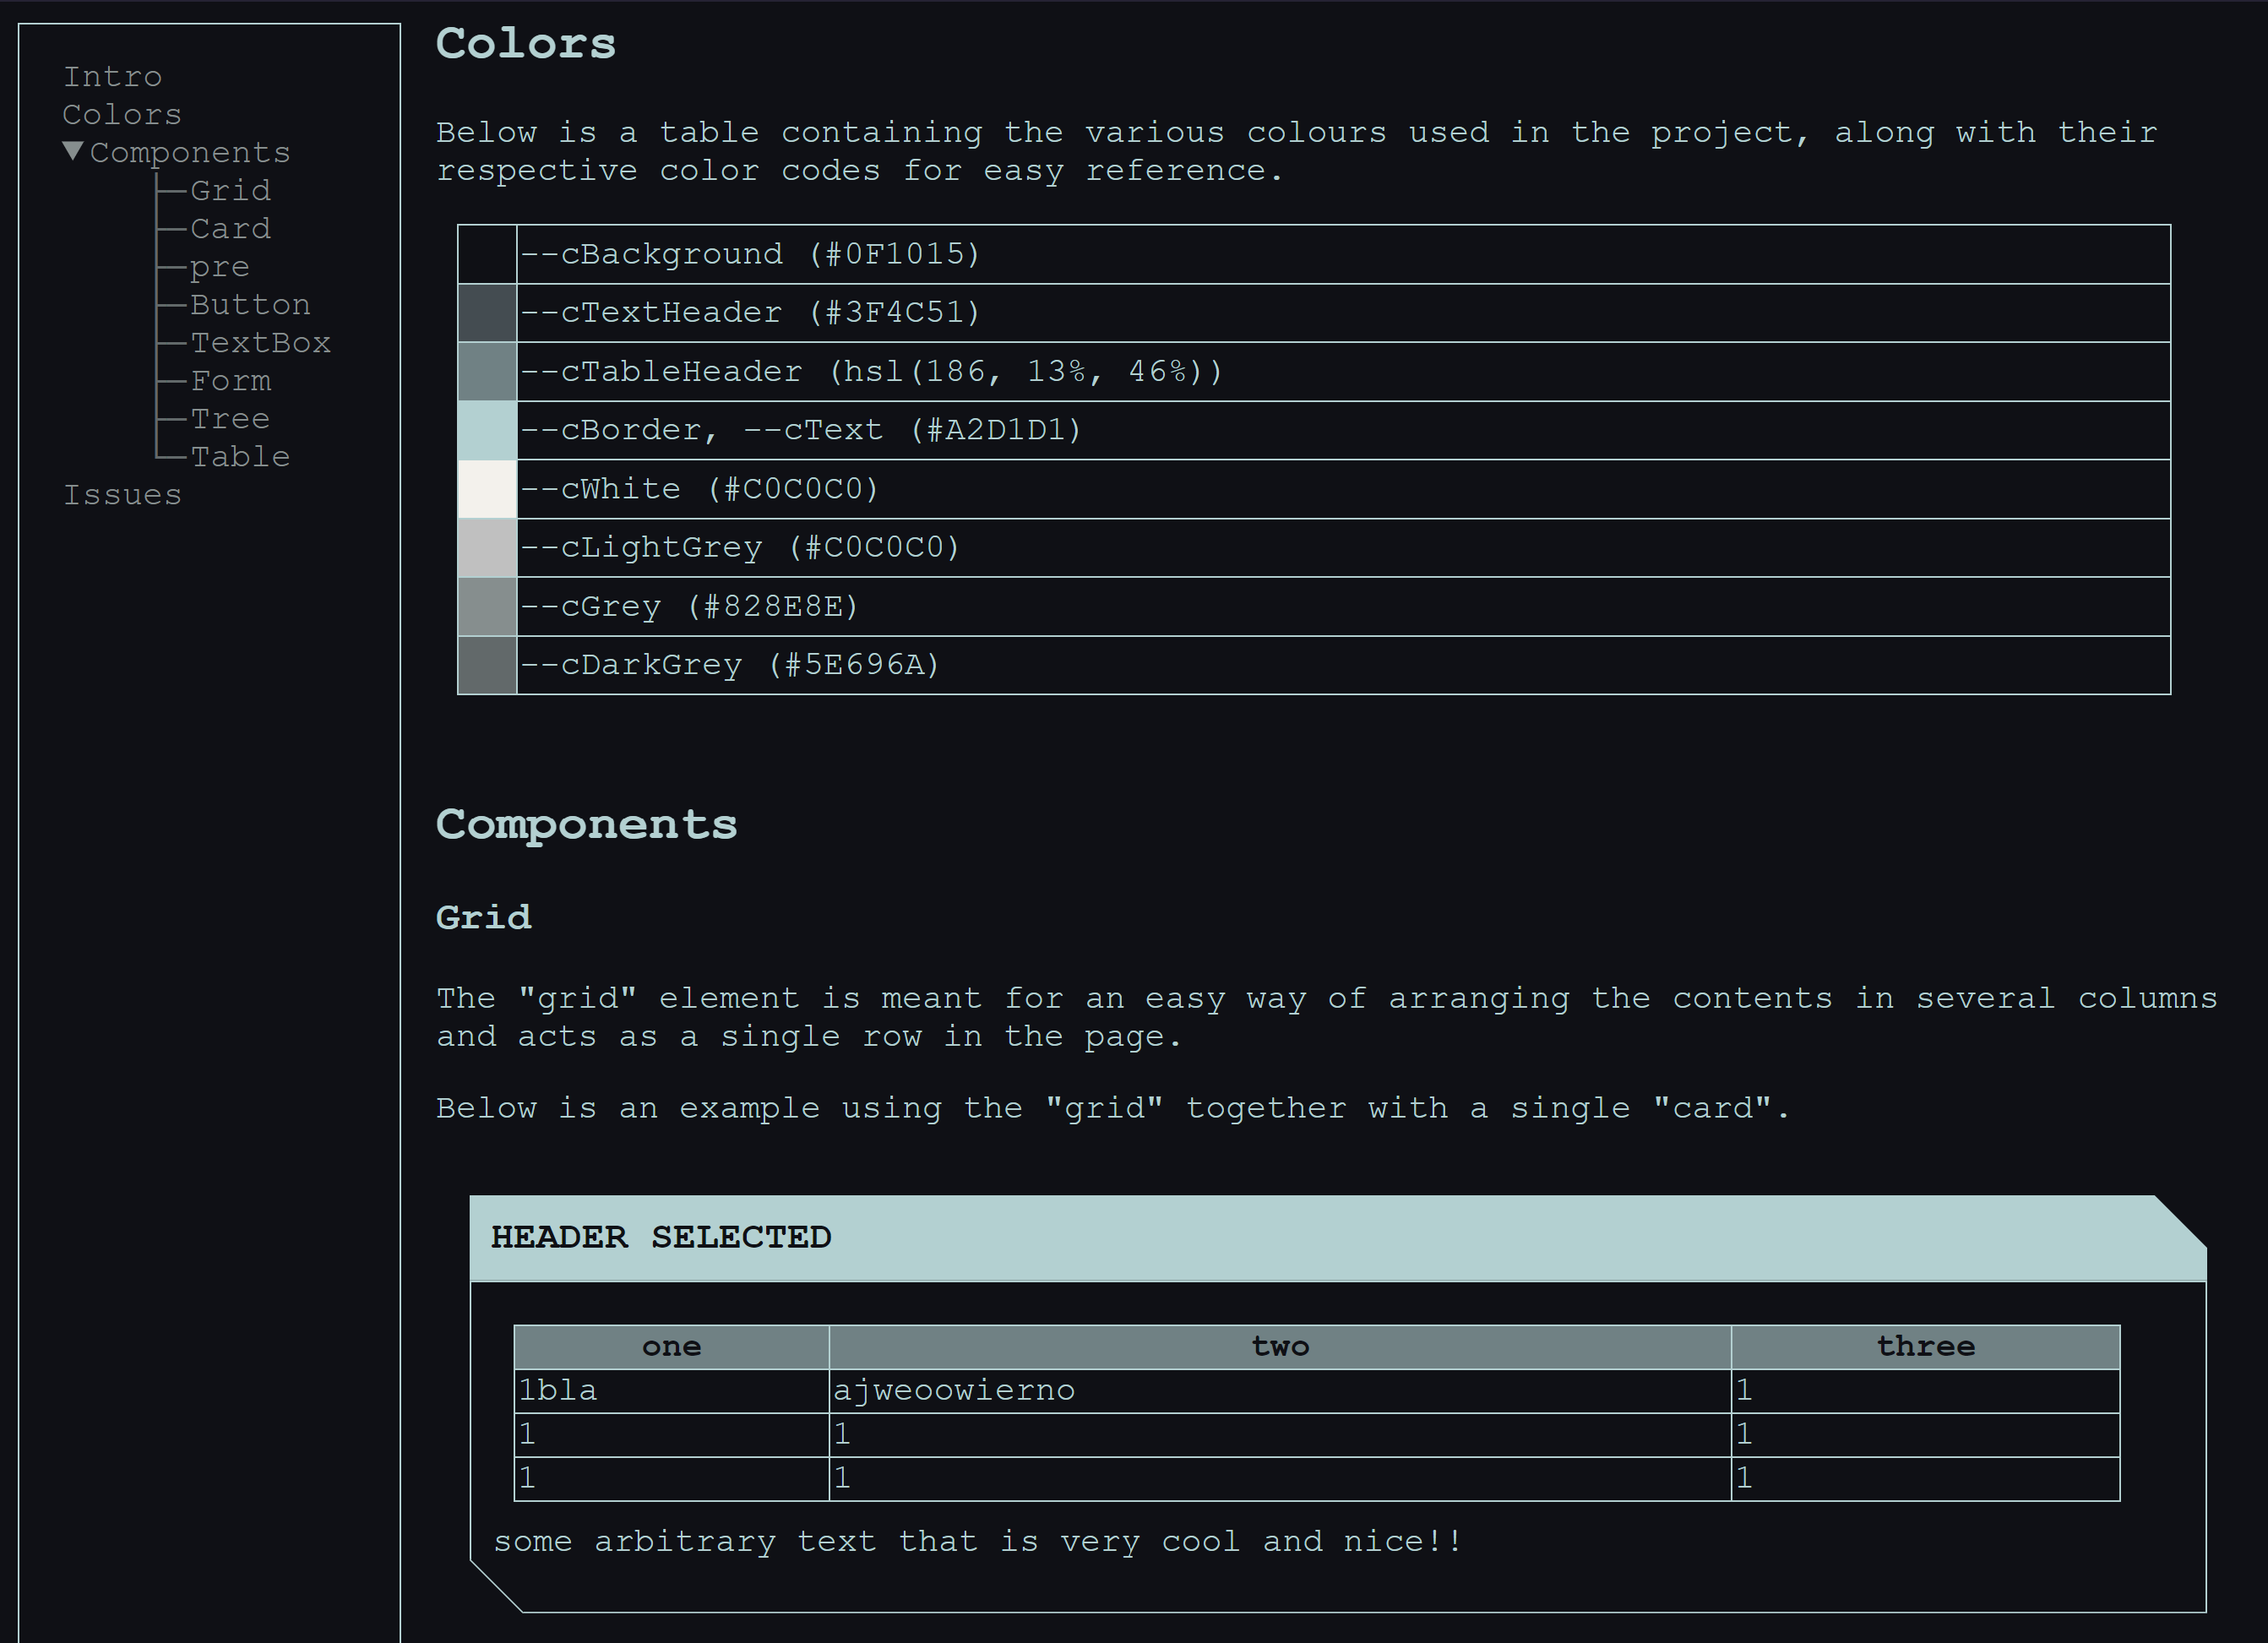 Intro
Colors
▼Components
├─Grid
├─Card
├─pre
├─Button
├─TextBox
├─Form
├─Tree
└─Table
Issues
Colors
Below is a table containing the various colours used in the project, along with their
respective color codes for easy reference.
--cBackground (#0F1015)
--cTextHeader (#3F4C51)
--cTableHeader (hsl(186, 13%, 46%))
--cBorder, --cText (#A2D1D1)
--cWhite (#C0C0C0)
--cLightGrey (#C0C0C0)
--cGrey (#828E8E)
--cDarkGrey (#5E696A)
Components
Grid
The "grid" element is meant for an easy way of arranging the contents in several columns
and acts as a single row in the page.
Below is an example using the "grid" together with a single "card".
HEADER SELECTED
one two three
1bla ajweoowierno 1
1 1 1
1 1 1
some arbitrary text that is very cool and nice!!